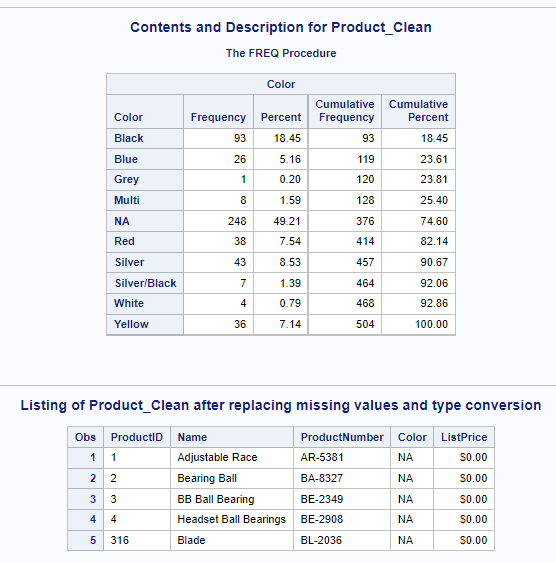 Contents and Description for Product_Clean
The FREQ Procedure
Color
Color Frequency Percent Cumulative Frequency Cumulative Percent
Black 93 18.45 93 18.45
Blue 26 5.16 119 23.61
Grey 1 0.20 120 23.81
Multi 8 1.59 128 25.40
NA 248 49.21 376 74.60
Red 38 7.54 414 82.14
Silver 43 8.53 457 90.67
Silver/Black 7 1.39 464 92.06
White 4 0.79 468 92.86
Yellow 36 7.14 504 100.00
Listing of Product_Clean after replacing missing values and type conversion
Obs ProductID Name ProductNumber Color ListPrice
1 1 Adjustable Race AR-5381 NA $0.00
2 2 Bearing Ball BA-8327 NA $0.00
3 3 BB Ball Bearing BE-2349 NA $0.00
4 4 Headset Ball Bearings BE-2908 NA $0.00
5 316 Blade BL-2036 NA $0.00